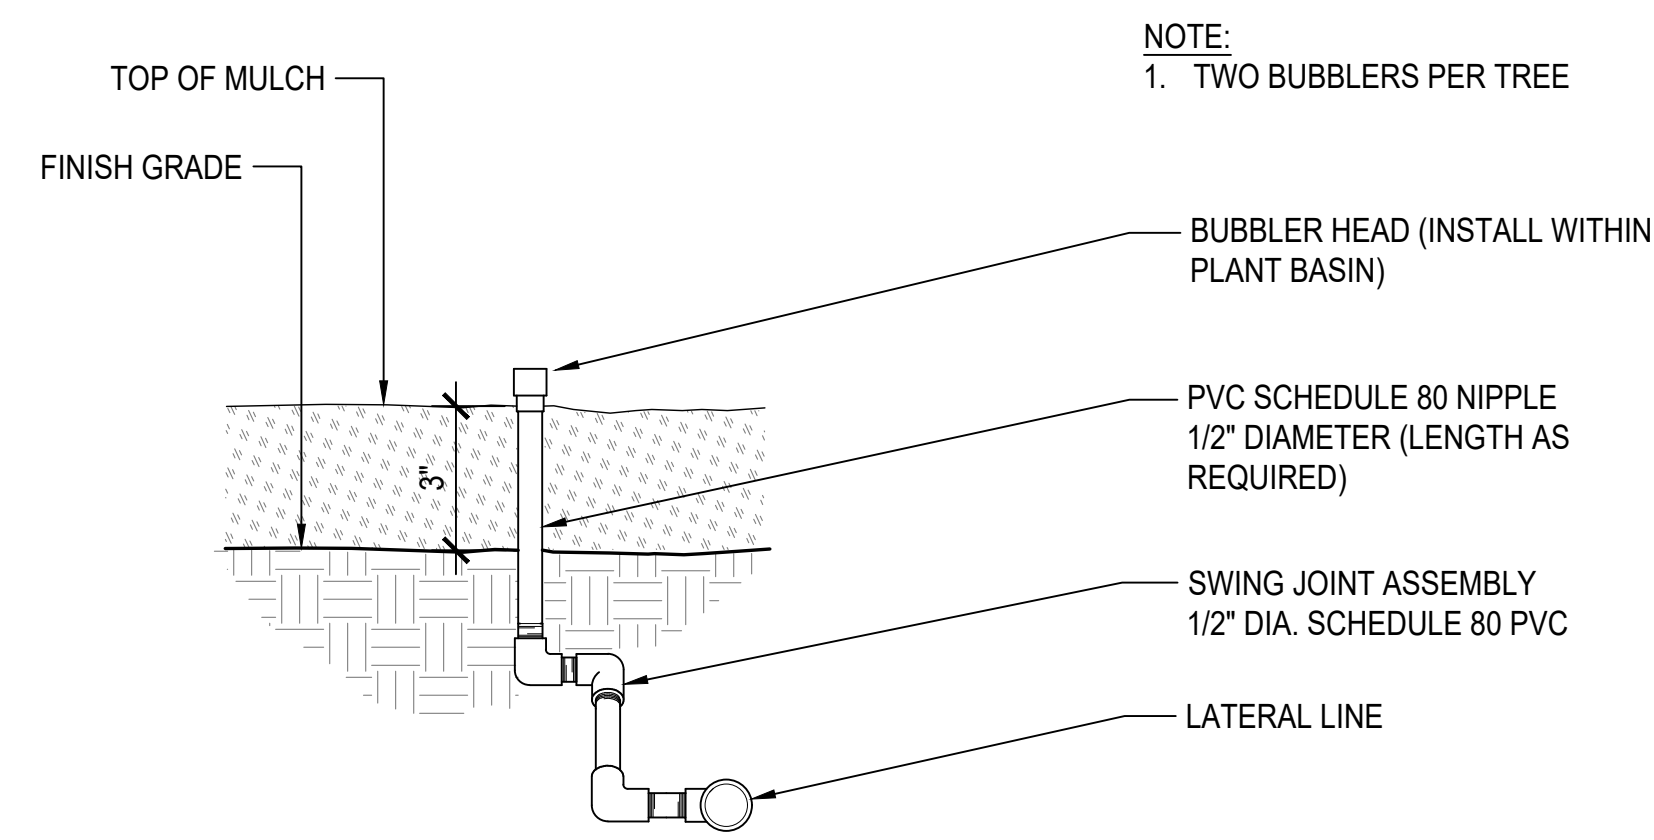 NOTE:
1. TWO BUBBLERS PER TREE
TOP OF MULCH
FINISH GRADE
BUBBLER HEAD (INSTALL WITHIN
PLANT BASIN)
PVC SCHEDULE 80 NIPPLE
1/2" DIAMETER (LENGTH AS
REQUIRED)
3"
SWING JOINT ASSEMBLY
1/2" DIA. SCHEDULE 80 PVC
LATERAL LINE